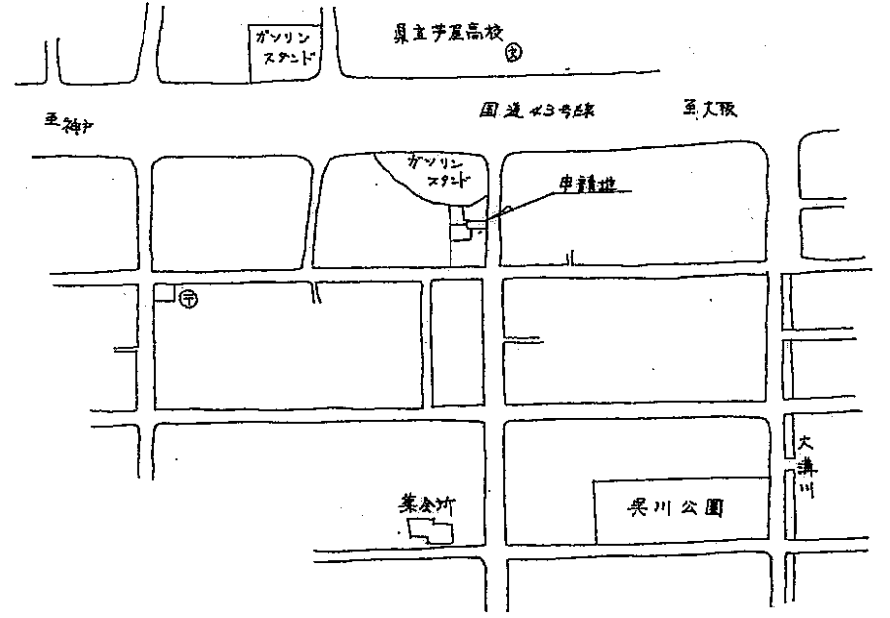 ガソリン
スタンド
県立芦屋高校
文
至神戸
国道43号線
至大阪
ガソリン
スタンド
申請地
〒
大溝川
集会所
呉川公園